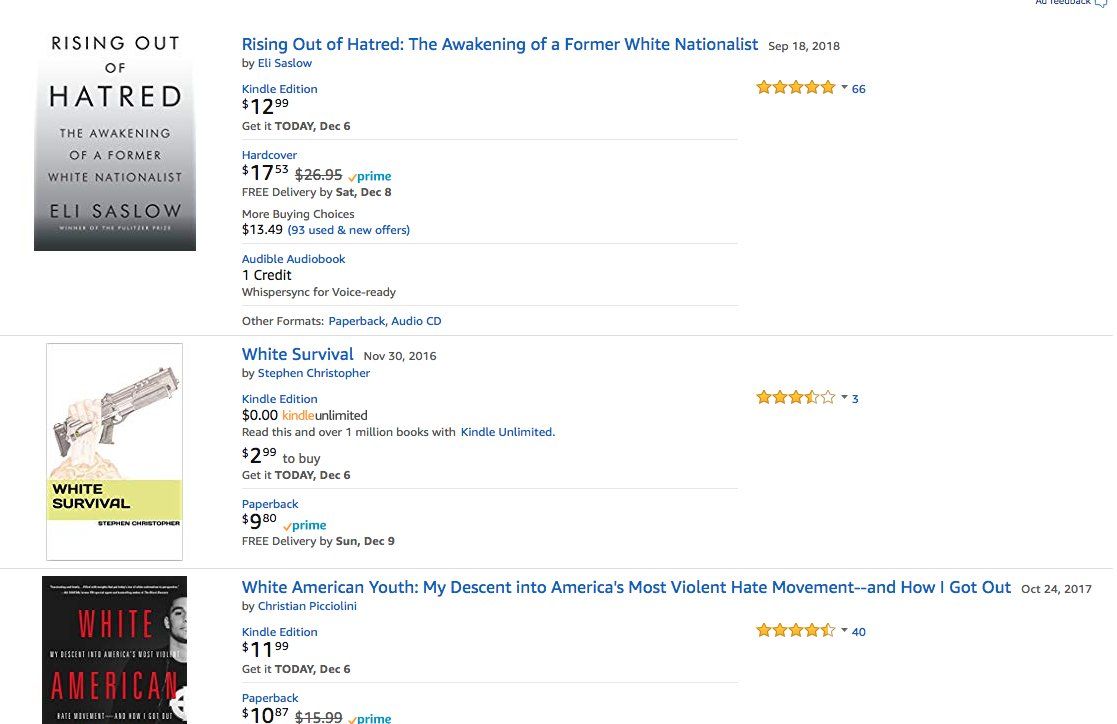 Ad feedback
RISING OUT
OF
HATRED
THE AWAKENING
OF A FORMER
WHITE NATIONALIST
ELI SASLOW
WINNER OF THE PULITZER PRIZE
Rising Out of Hatred: The Awakening of a Former White Nationalist Sep 18, 2018
by Eli Saslow
Kindle Edition
$12.99
66
Get it TODAY, Dec 6
Hardcover
$17.53 $26.95 prime
FREE Delivery by Sat, Dec 8
More Buying Choices
$13.49 (93 used & new offers)
Audible Audiobook
1 Credit
Whispersync for Voice-ready
Other Formats: Paperback, Audio CD
WHITE
SURVIVAL
STEPHEN CHRISTOPHER
White Survival Nov 30, 2016
by Stephen Christopher
Kindle Edition
3
$0.00 kindleunlimited
Read this and over 1 million books with Kindle Unlimited.
$2.99 to buy
Get it TODAY, Dec 6
Paperback
$9.80 prime
FREE Delivery by Sun, Dec 9
WHITE
MY DESCENT INTO AMERICA'S MOST VIOLENT
AMERICAN
HATE MOVEMENT—AND HOW I GOT OUT
White American Youth: My Descent into America's Most Violent Hate Movement--and How I Got Out Oct 24, 2017
by Christian Picciolini
Kindle Edition
40
$11.99
Get it TODAY, Dec 6
Paperback
$10.87 $15.99 prime